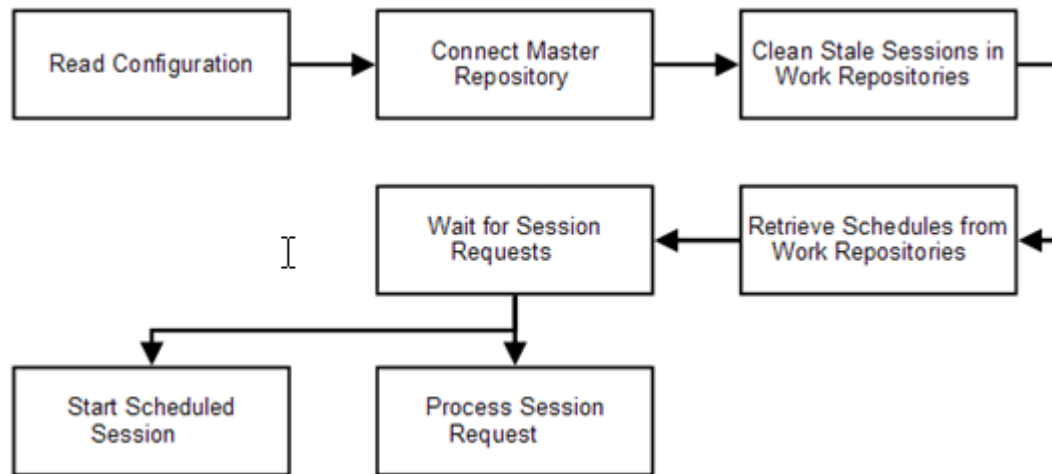 Read Configuration
Connect Master
Repository
Clean Stale Sessions in
Work Repositories
Retrieve Schedules from
Work Repositories
Wait for Session
Requests
Start Scheduled
Session
Process Session
Request